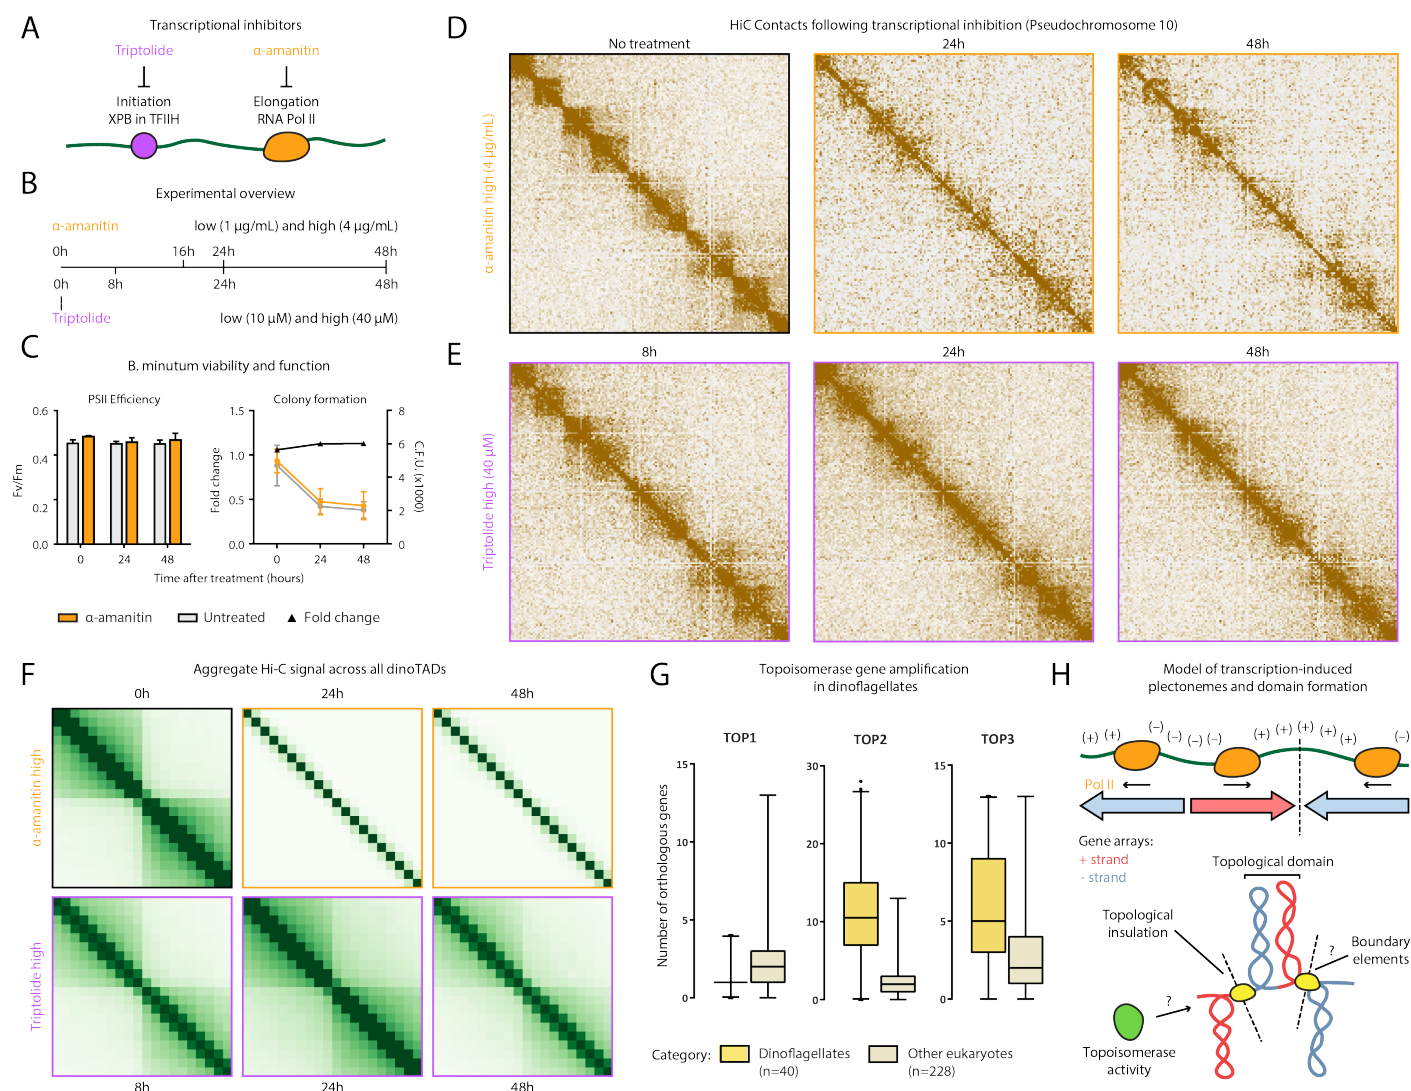 A
Transcriptional inhibitors
Triptolide
α-amanitin
Initiation
XPB in TFIIH
Elongation
RNA Pol II
B
Experimental overview
α-amanitin
low (1 µg/mL) and high (4 µg/mL)
0h 16h 24h 48h
0h 8h 24h 48h
Triptolide
low (10 µM) and high (40 µM)
C
B. minutum viability and function
PSII Efficiency
Fv/Fm
0.6
0.4
0.2
0.0
0 24 48
Colony formation
Fold change
1.5
1.0
0.5
0.0
C.F.U. (x1000)
8
6
4
2
0
0 24 48
Time after treatment (hours)
α-amanitin
Untreated
Fold change
D
HiC Contacts following transcriptional inhibition (Pseudochromosome 10)
No treatment
24h
48h
α-amanitin high (4 µg/mL)
E
8h
24h
48h
Triptolide high (40 µM)
F
Aggregate Hi-C signal across all dinoTADs
0h
24h
48h
α-amanitin high
Triptolide high
8h
24h
48h
G
Topoisomerase gene amplification
in dinoflagellates
Number of orthologous genes
TOP1
15
10
5
0
TOP2
30
20
10
0
TOP3
15
10
5
0
Category:
Dinoflagellates
(n=40)
Other eukaryotes
(n=228)
H
Model of transcription-induced
plectonemes and domain formation
(+) (+) (−) (−) (−) (−) (+) (+) (+) (+) (+) (−)
Pol II
Gene arrays:
+ strand
- strand
Topological domain
Topological
insulation
?
Boundary
elements
?
Topoisomerase
activity